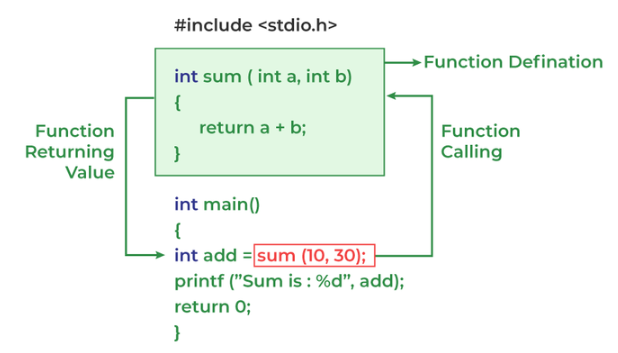 #include <stdio.h>
int sum ( int a, int b)
{
return a + b;
}
Function Defination
Function
Returning
Value
Function
Calling
int main()
{
int add = sum (10, 30);
printf (”Sum is : %d”, add);
return 0;
}